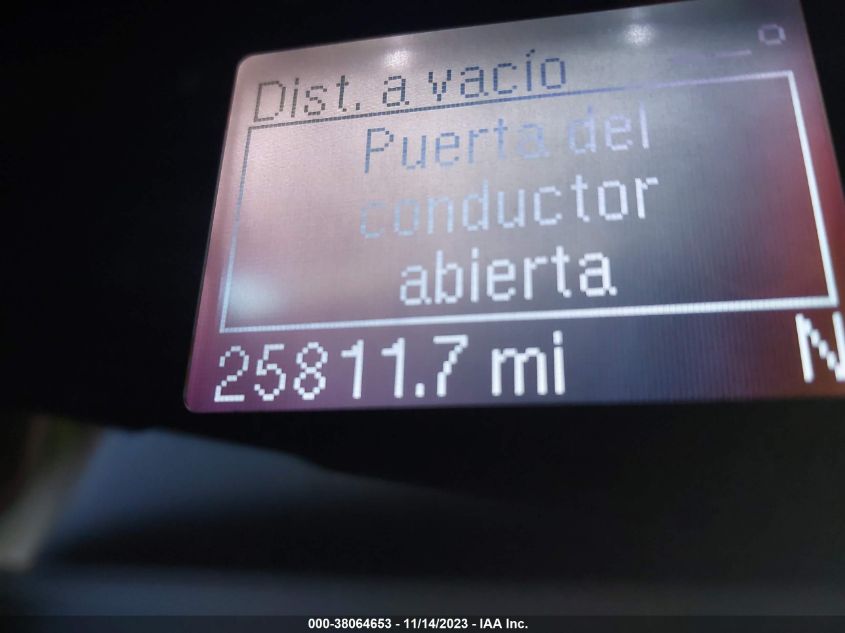 Dist. a vacío
_ _°
Puerta del
conductor
abierta
25811.7 mi N
000-38064653 - 11/14/2023 - IAA Inc.